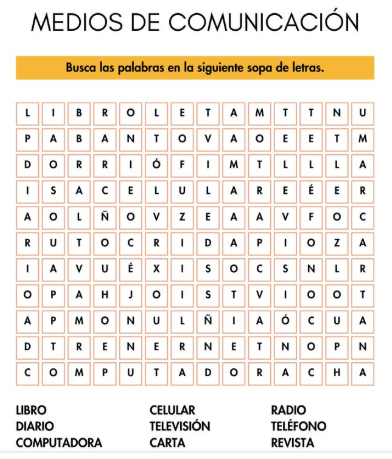 MEDIOS DE COMUNICACIÓN
Busca las palabras en la siguiente sopa de letras.
L I B R O L E T A M T T N U
P A B A N T O V A O E E T M
D O R R I Ó F I M T L L L A
I S A C E L U L A R E É E R
A O L Ñ O V Z E A A V F O C
R U T O C R I D A P I O Z A
I A V U É X I S O C S N L R
O P A H J O I S T V I O O T
A P M O N U L Ñ I A Ó C U A
D T R E N E R N E T N O P N
C O M P U T A D O R A C H A
LIBRO CELULAR RADIO
DIARIO TELEVISIÓN TELÉFONO
COMPUTADORA CARTA REVISTA